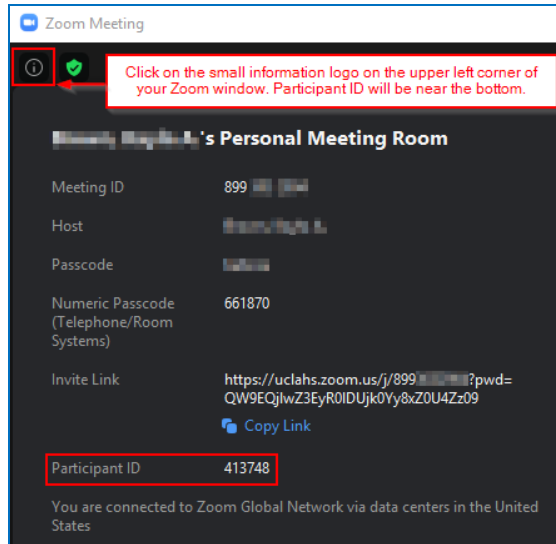 Zoom Meeting
Click on the small information logo on the upper left corner of
your Zoom window. Participant ID will be near the bottom.
's Personal Meeting Room
Meeting ID 899
Host
Passcode
Numeric Passcode 661870
(Telephone/Room
Systems)
Invite Link https://uclahs.zoom.us/j/899 ?pwd=
QW9EQjlwZ3EyR0lDUjk0Yy8xZ0U4Zz09
Copy Link
Participant ID 413748
You are connected to Zoom Global Network via data centers in the United
States